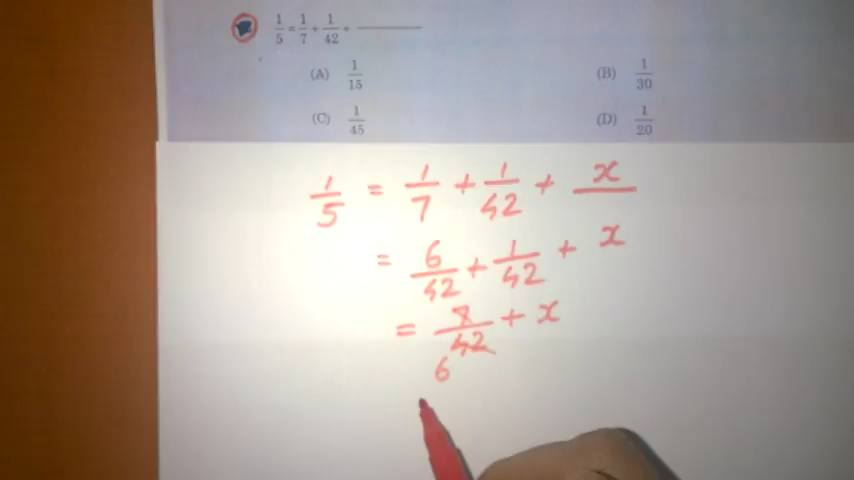 1/5 = 1/7 + 1/42 + ________
(A) 1/15 (B) 1/30
(C) 1/45 (D) 1/20
1/5 = 1/7 + 1/42 + x
= 6/42 + 1/42 + x
= 7/42 + x
6